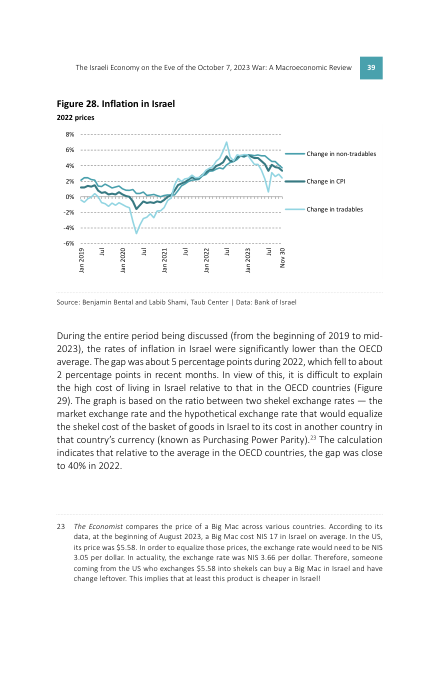 The Israeli Economy on the Eve of the October 7, 2023 War: A Macroeconomic Review 39
Figure 28. Inflation in Israel
2022 prices
8%
6%
4%
2%
0%
-2%
-4%
-6%
Jan 2019
Jul
Jan 2020
Jul
Jan 2021
Jul
Jan 2022
Jul
Jan 2023
Jul
Nov 30
Change in non-tradables
Change in CPI
Change in tradables
Source: Benjamin Bental and Labib Shami, Taub Center | Data: Bank of Israel
During the entire period being discussed (from the beginning of 2019 to mid-
2023), the rates of inflation in Israel were significantly lower than the OECD
average. The gap was about 5 percentage points during 2022, which fell to about
2 percentage points in recent months. In view of this, it is difficult to explain
the high cost of living in Israel relative to that in the OECD countries (Figure
29). The graph is based on the ratio between two shekel exchange rates — the
market exchange rate and the hypothetical exchange rate that would equalize
the shekel cost of the basket of goods in Israel to its cost in another country in
that country's currency (known as Purchasing Power Parity).23 The calculation
indicates that relative to the average in the OECD countries, the gap was close
to 40% in 2022.
23 The Economist compares the price of a Big Mac across various countries. According to its
data, at the beginning of August 2023, a Big Mac cost NIS 17 in Israel on average. In the US,
its price was $5.58. In order to equalize those prices, the exchange rate would need to be NIS
3.05 per dollar. In actuality, the exchange rate was NIS 3.66 per dollar. Therefore, someone
coming from the US who exchanges $5.58 into shekels can buy a Big Mac in Israel and have
change leftover. This implies that at least this product is cheaper in Israel!